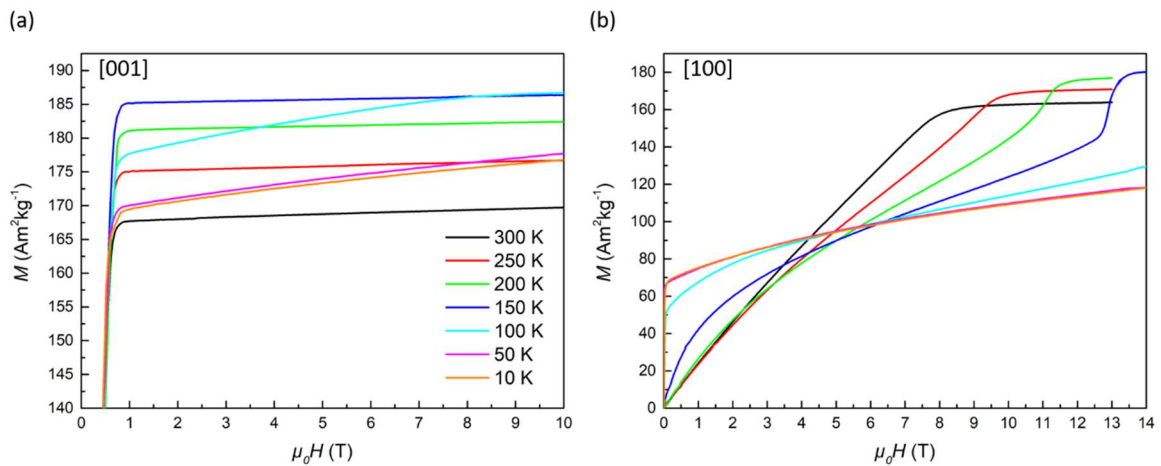 (a)
[001]
190
185
180
175
170
165
160
155
150
145
140
M (Am²kg⁻¹)
300 K
250 K
200 K
150 K
100 K
50 K
10 K
0 1 2 3 4 5 6 7 8 9 10
μ₀H (T)
(b)
[100]
180
160
140
120
100
80
60
40
20
0
M (Am²kg⁻¹)
0 1 2 3 4 5 6 7 8 9 10 11 12 13 14
μ₀H (T)